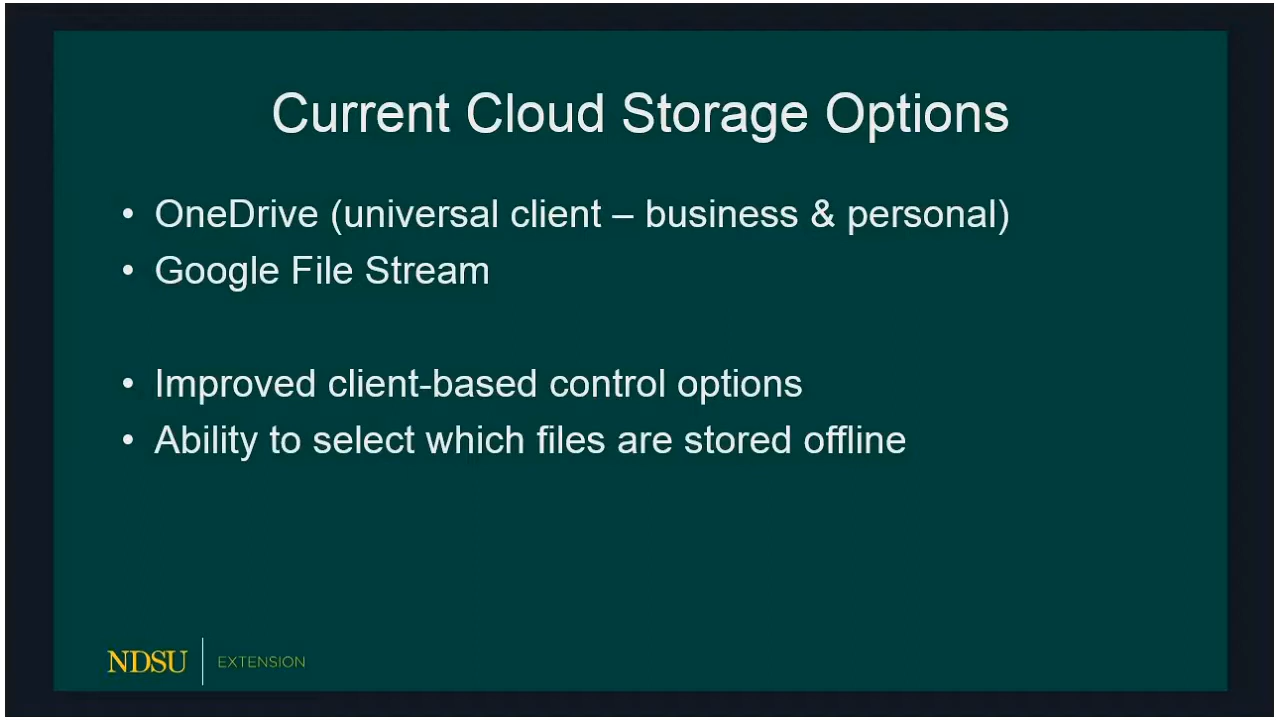 Current Cloud Storage Options
• OneDrive (universal client – business & personal)
• Google File Stream
• Improved client-based control options
• Ability to select which files are stored offline
NDSU EXTENSION